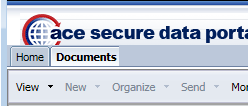 ace secure data porta
Home Documents
View New Organize Send Mo